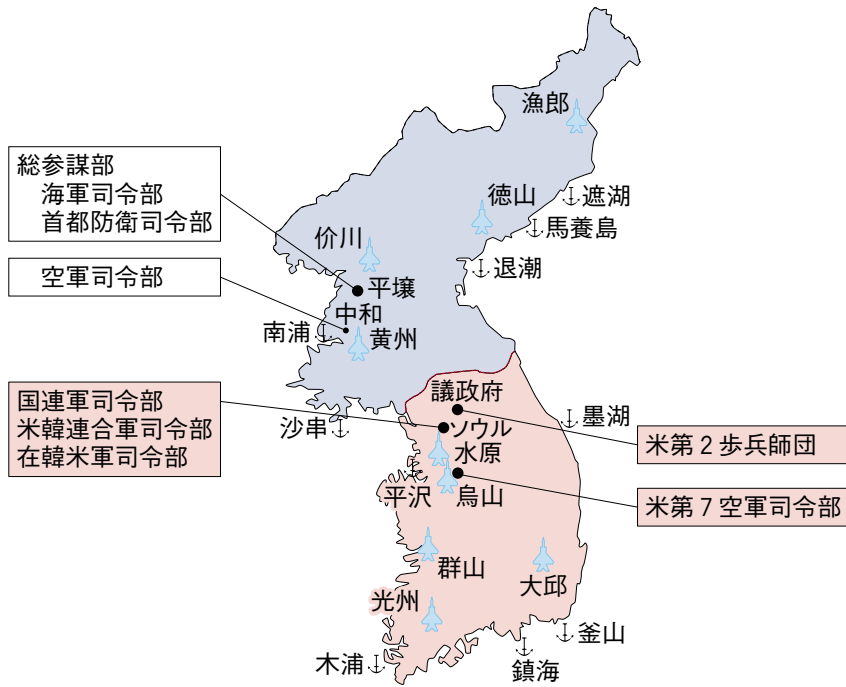 漁郎
総参謀部
海軍司令部
首都防衛司令部
徳山
遮湖
馬養島
价川
退潮
空軍司令部
平壌
中和
南浦
黄州
議政府
国連軍司令部
米韓連合軍司令部
在韓米軍司令部
沙串
ソウル
墨湖
米第2歩兵師団
水原
平沢
烏山
米第7空軍司令部
群山
大邱
光州
釜山
木浦
鎮海